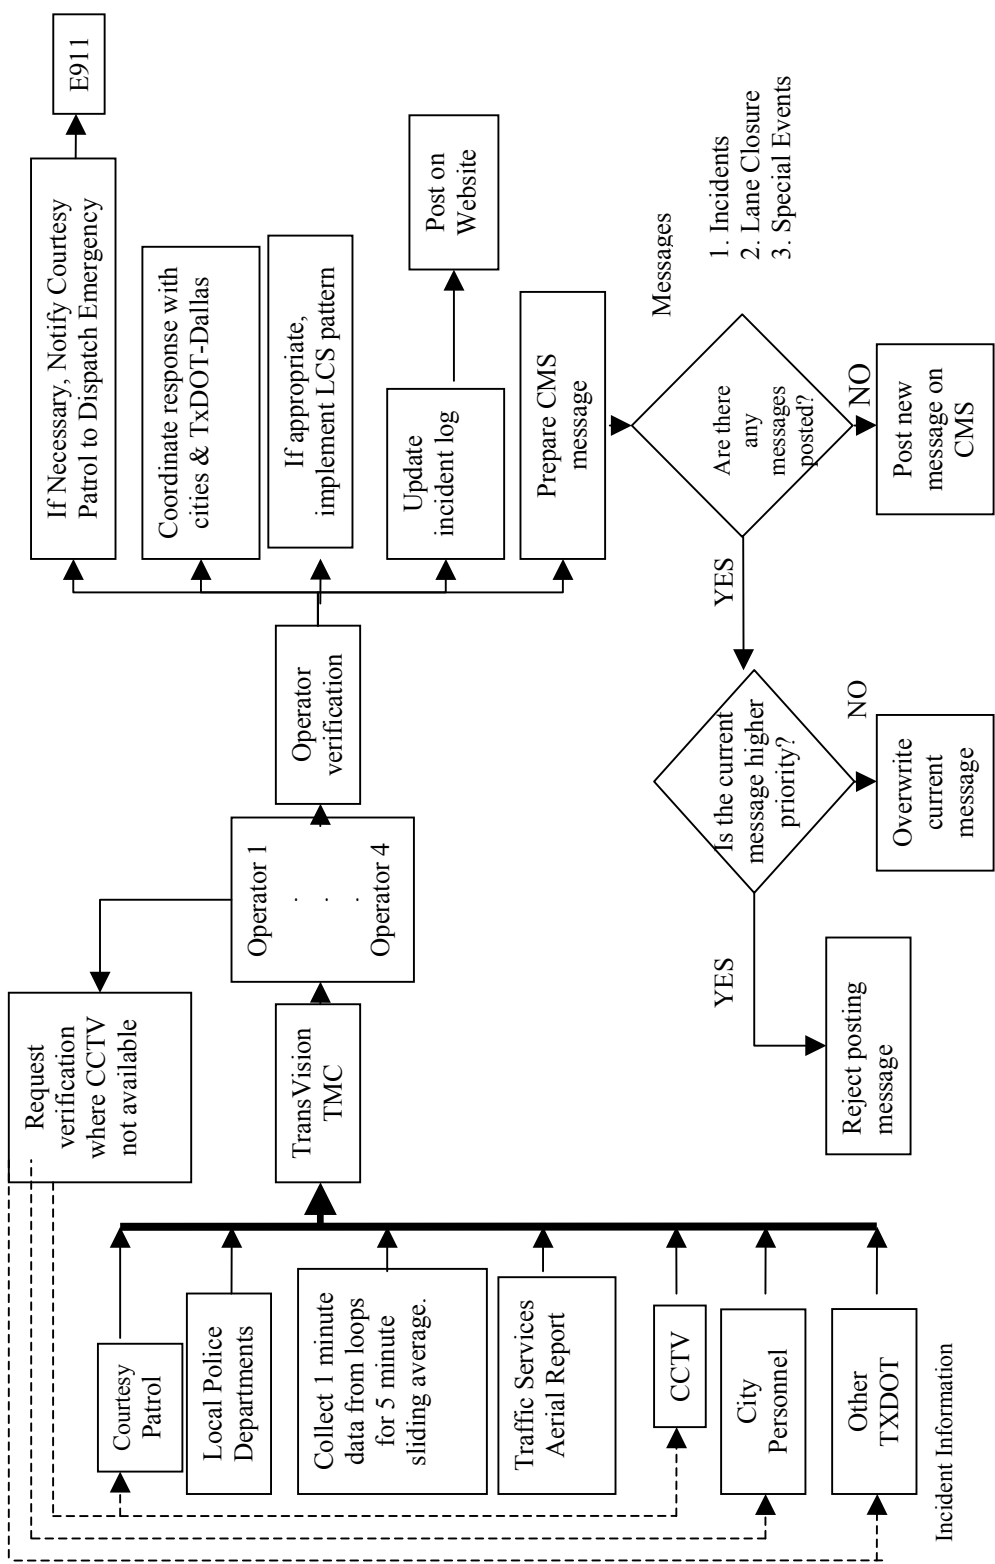 Incident Information
Courtesy
Patrol
Local Police
Departments
Collect 1 minute
data from loops
for 5 minute
sliding average.
Traffic Services
Aerial Report
CCTV
City
Personnel
Other
TXDOT
Request
verification
where CCTV
not available
TransVision
TMC
Operator 1
.
.
.
Operator 4
Operator
verification
If Necessary, Notify Courtesy
Patrol to Dispatch Emergency
E911
Coordinate response with
cities & TxDOT-Dallas
If appropriate,
implement LCS pattern
Update
incident log
Post on
Website
Prepare CMS
message
Messages
1. Incidents
2. Lane Closure
3. Special Events
Are there
any
messages
posted?
NO
Post new
message on
CMS
YES
Is the current
message higher
priority?
NO
Overwrite
current
message
YES
Reject posting
message